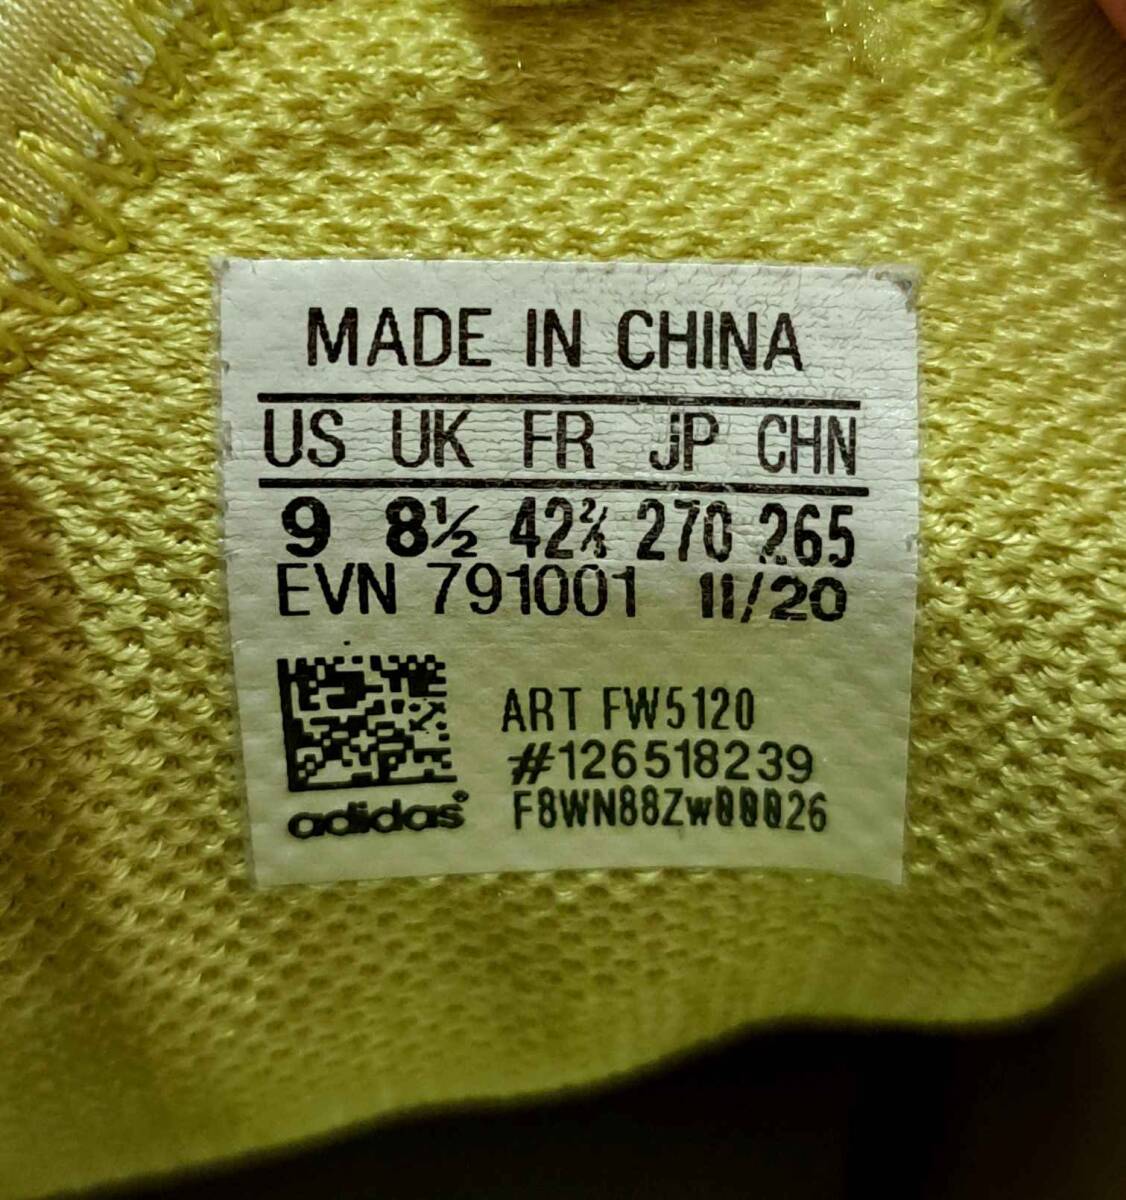 MADE IN CHINA
US UK FR JP CHN
9 8½ 42⅔ 270 265
EVN 791001 11/20
ART FW5120
#126518239
adidas® F8WN88ZW00026